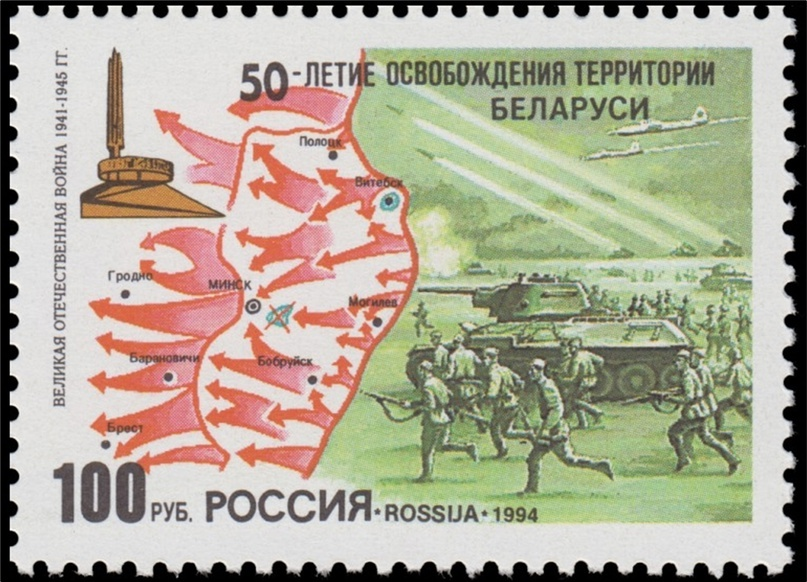 50-ЛЕТИЕ ОСВОБОЖДЕНИЯ ТЕРРИТОРИИ
БЕЛАРУСИ
ВЕЛИКАЯ ОТЕЧЕСТВЕННАЯ ВОЙНА 1941-1945 ГГ.
Полоцк
Витебск
Гродно
МИНСК
Могилев
Барановичи
Бобруйск
Брест
100 РУБ. РОССИЯ★ROSSIJA★1994